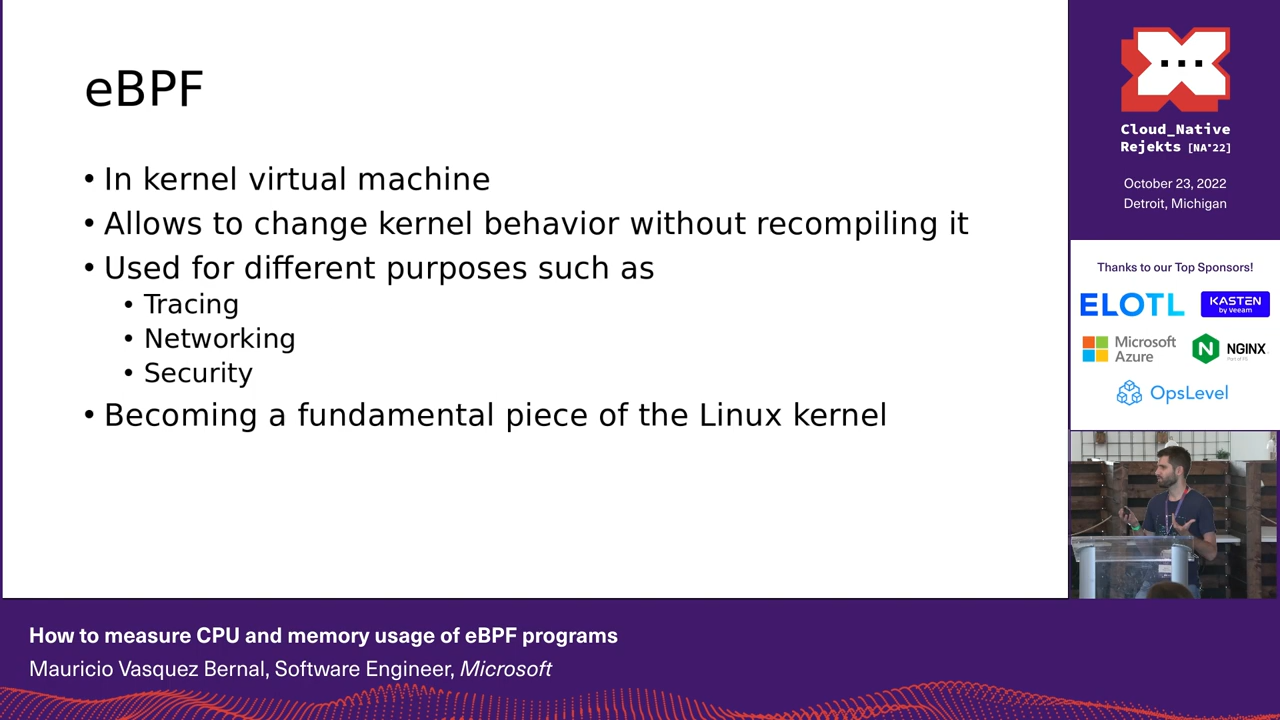 eBPF
• In kernel virtual machine
• Allows to change kernel behavior without recompiling it
• Used for different purposes such as
• Tracing
• Networking
• Security
• Becoming a fundamental piece of the Linux kernel
Cloud_Native
Rejekts [NA'22]
October 23, 2022
Detroit, Michigan
Thanks to our Top Sponsors!
ELOTL
KASTEN
by Veeam
Microsoft
Azure
NGINX
Part of F5
OpsLevel
How to measure CPU and memory usage of eBPF programs
Mauricio Vasquez Bernal, Software Engineer, Microsoft